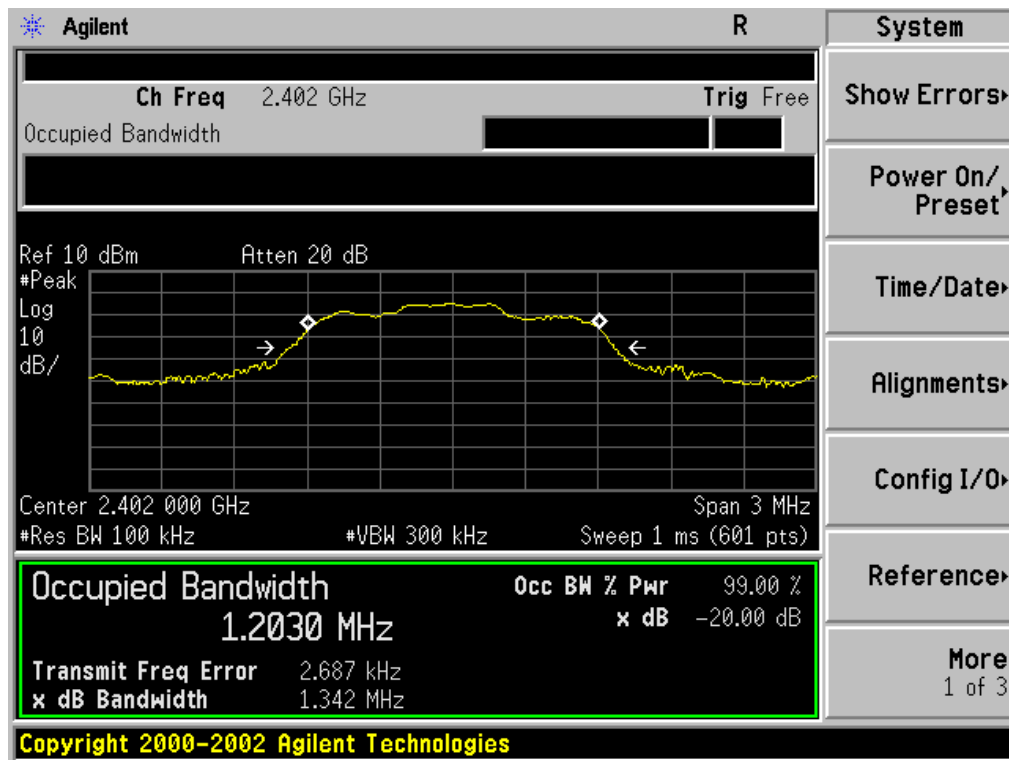 Agilent R System
Ch Freq 2.402 GHz Trig Free
Occupied Bandwidth
Show Errors
Power On/
Preset
Time/Date
Alignments
Config I/O
Reference
More
1 of 3
Ref 10 dBm Atten 20 dB
#Peak
Log
10
dB/
Center 2.402 000 GHz Span 3 MHz
#Res BW 100 kHz #VBW 300 kHz Sweep 1 ms (601 pts)
Occupied Bandwidth Occ BW % Pwr 99.00 %
1.2030 MHz x dB -20.00 dB
Transmit Freq Error 2.687 kHz
x dB Bandwidth 1.342 MHz
Copyright 2000-2002 Agilent Technologies